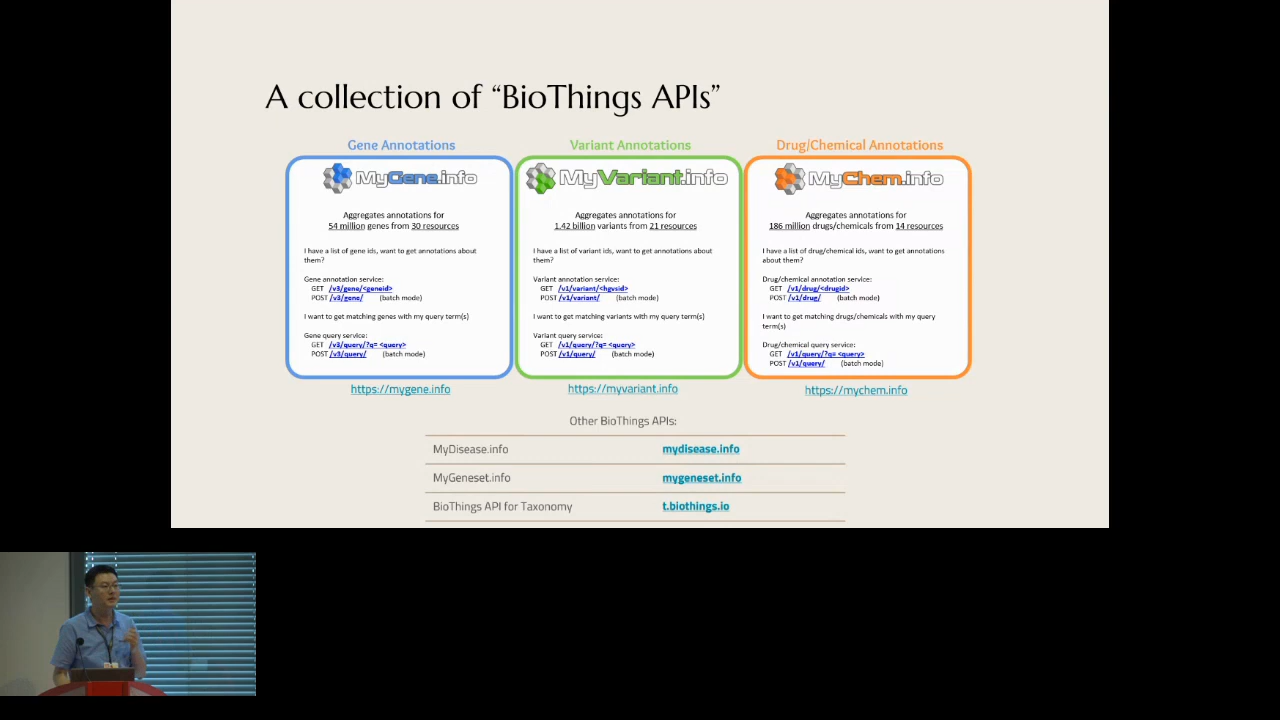 A collection of “BioThings APIs”
Gene Annotations
MyGene.info
Aggregates annotations for
54 million genes from 30 resources
I have a list of gene ids, want to get annotations about
them?
Gene annotation service:
GET /v3/gene/<geneid>
POST /v3/gene/ (batch mode)
I want to get matching genes with my query term(s)
Gene query service:
GET /v3/query/?q= <query>
POST /v3/query/ (batch mode)
https://mygene.info
Variant Annotations
MyVariant.info
Aggregates annotations for
1.42 billion variants from 21 resources
I have a list of variant ids, want to get annotations about
them?
Variant annotation service:
GET /v1/variant/<hgvsid>
POST /v1/variant/ (batch mode)
I want to get matching variants with my query term(s)
Variant query service:
GET /v1/query/?q= <query>
POST /v1/query/ (batch mode)
https://myvariant.info
Drug/Chemical Annotations
MyChem.info
Aggregates annotations for
186 million drugs/chemicals from 14 resources
I have a list of drug/chemical ids, want to get annotations
about them?
Drug/chemical annotation service:
GET /v1/drug/<drugid>
POST /v1/drug/ (batch mode)
I want to get matching drugs/chemicals with my query
term(s)
Drug/chemical query service:
GET /v1/query/?q= <query>
POST /v1/query/ (batch mode)
https://mychem.info
Other BioThings APIs:
MyDisease.info mydisease.info
MyGeneset.info mygeneset.info
BioThings API for Taxonomy t.biothings.io